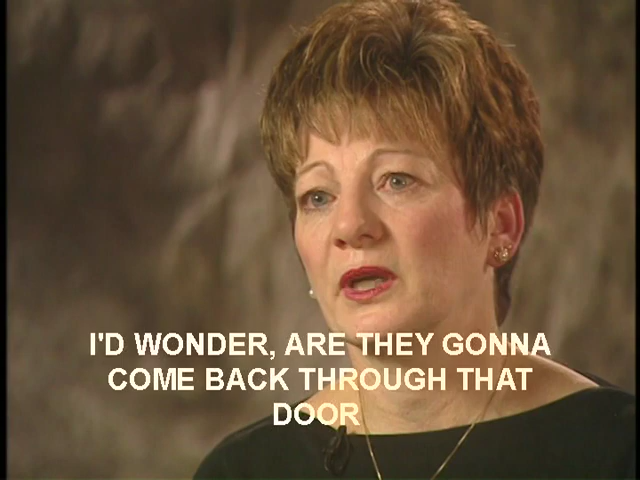 I'D WONDER, ARE THEY GONNA
COME BACK THROUGH THAT
DOOR